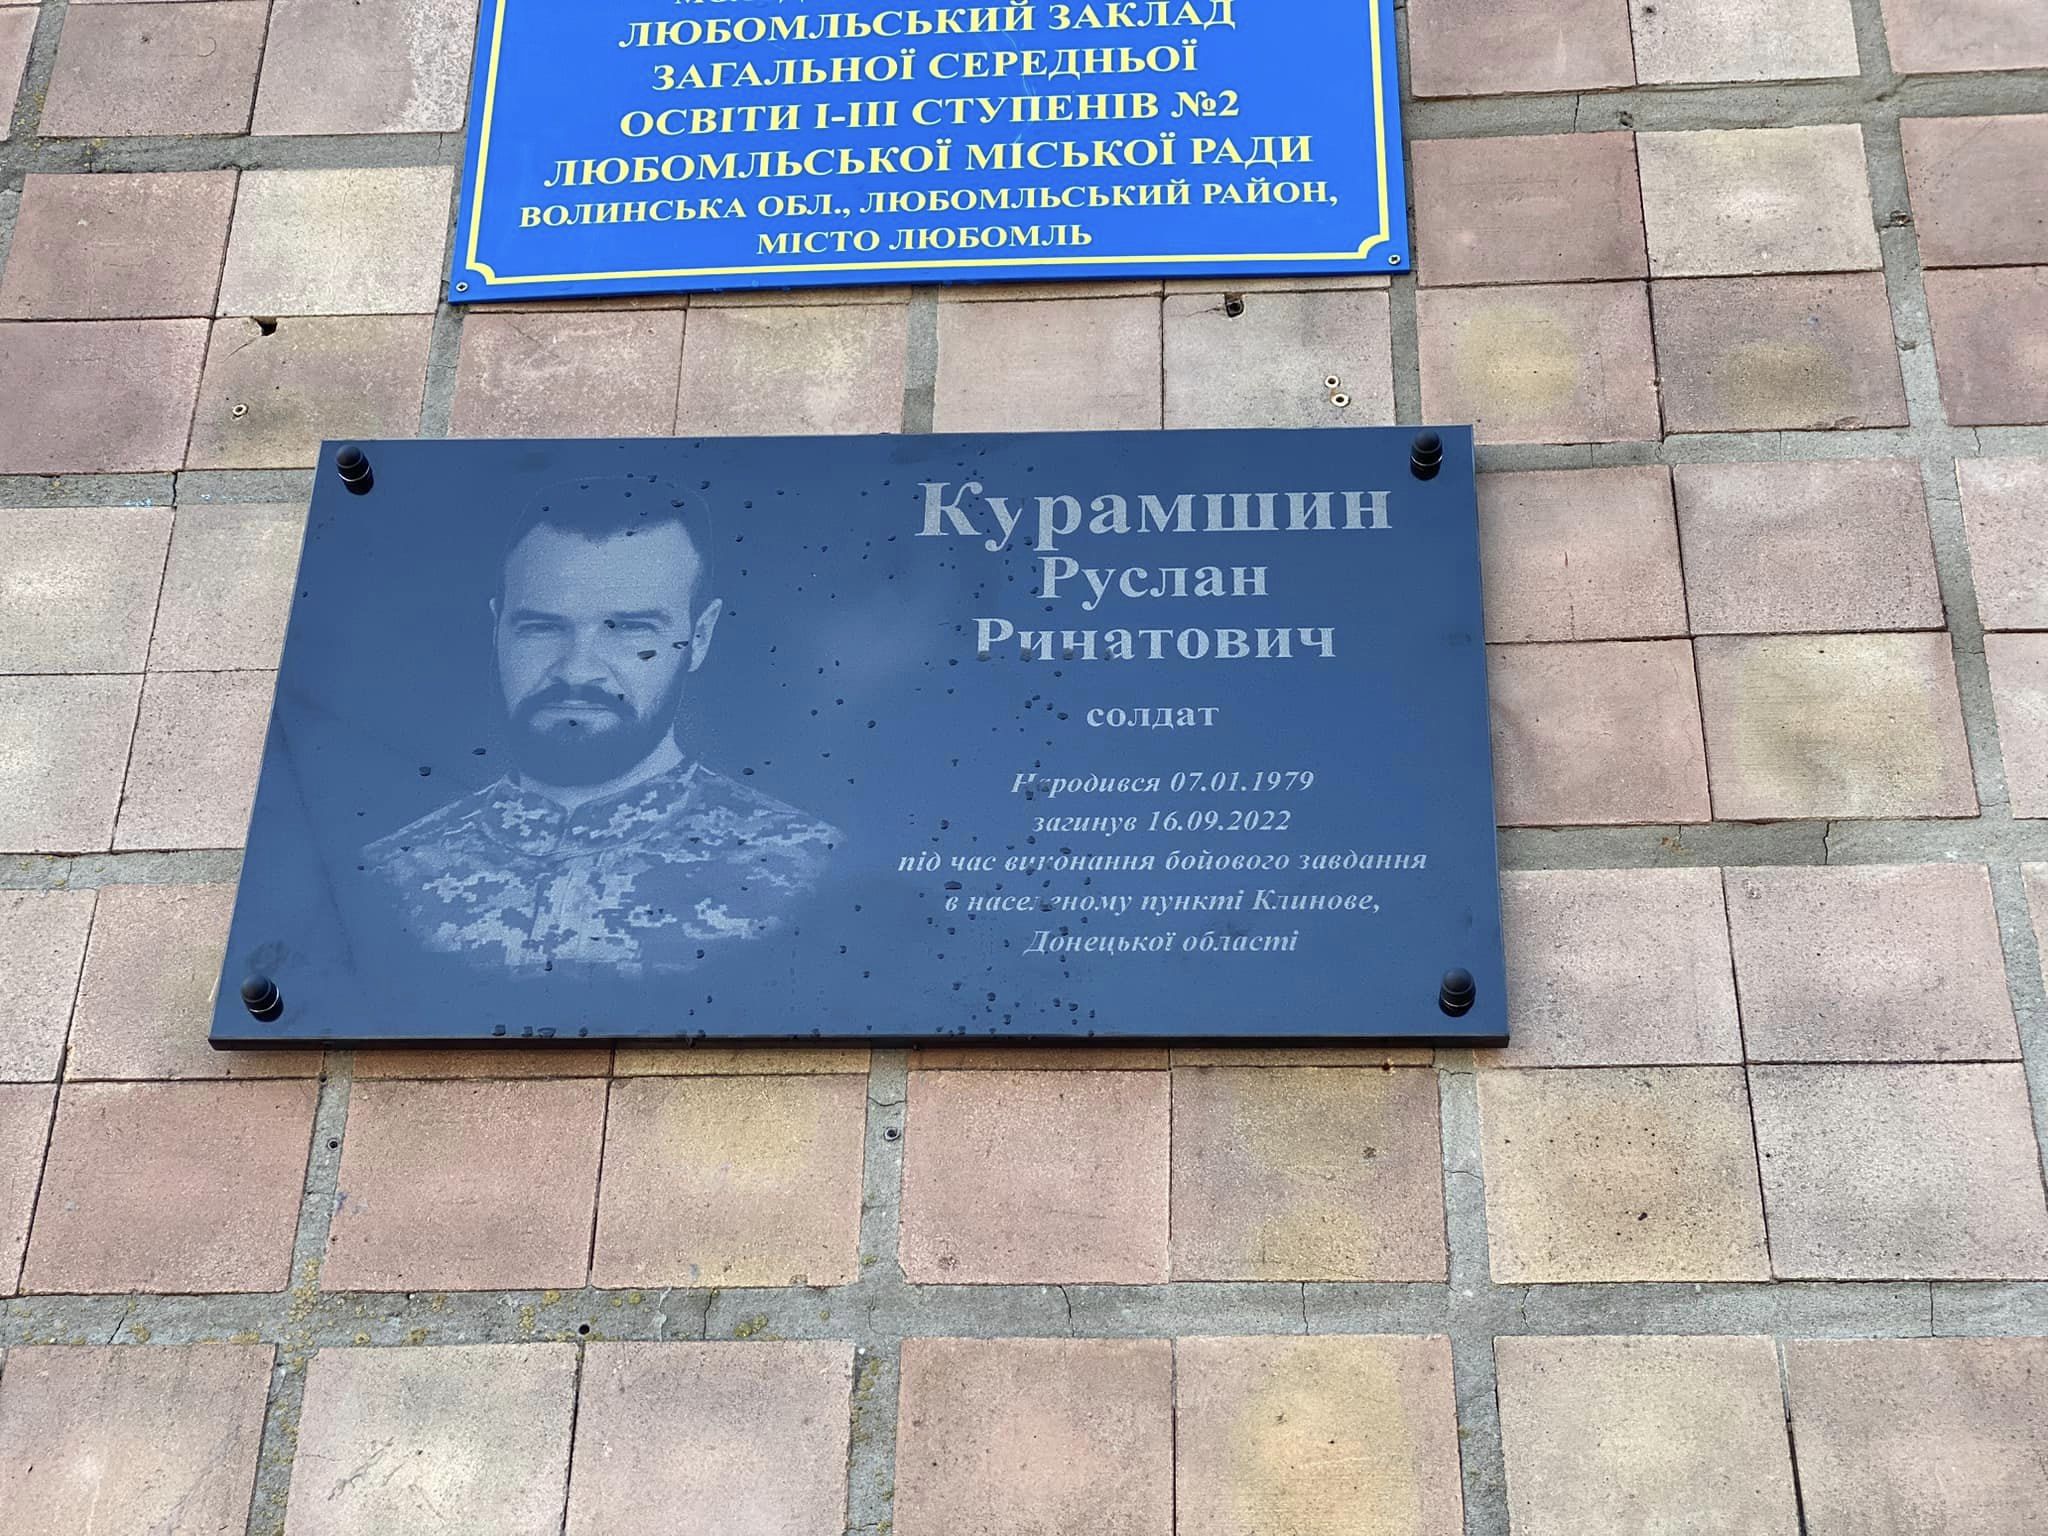 ЛЮБОМЛЬСЬКИЙ ЗАКЛАД
ЗАГАЛЬНОЇ СЕРЕДНЬОЇ
ОСВІТИ І-ІІІ СТУПЕНІВ №2
ЛЮБОМЛЬСЬКОЇ МІСЬКОЇ РАДИ
ВОЛИНСЬКА ОБЛ., ЛЮБОМЛЬСЬКИЙ РАЙОН,
МІСТО ЛЮБОМЛЬ
Курамшин
Руслан
Ринатович
солдат
Народився 07.01.1979
загинув 16.09.2022
під час виконання бойового завдання
в населеному пункті Клинове,
Донецької області